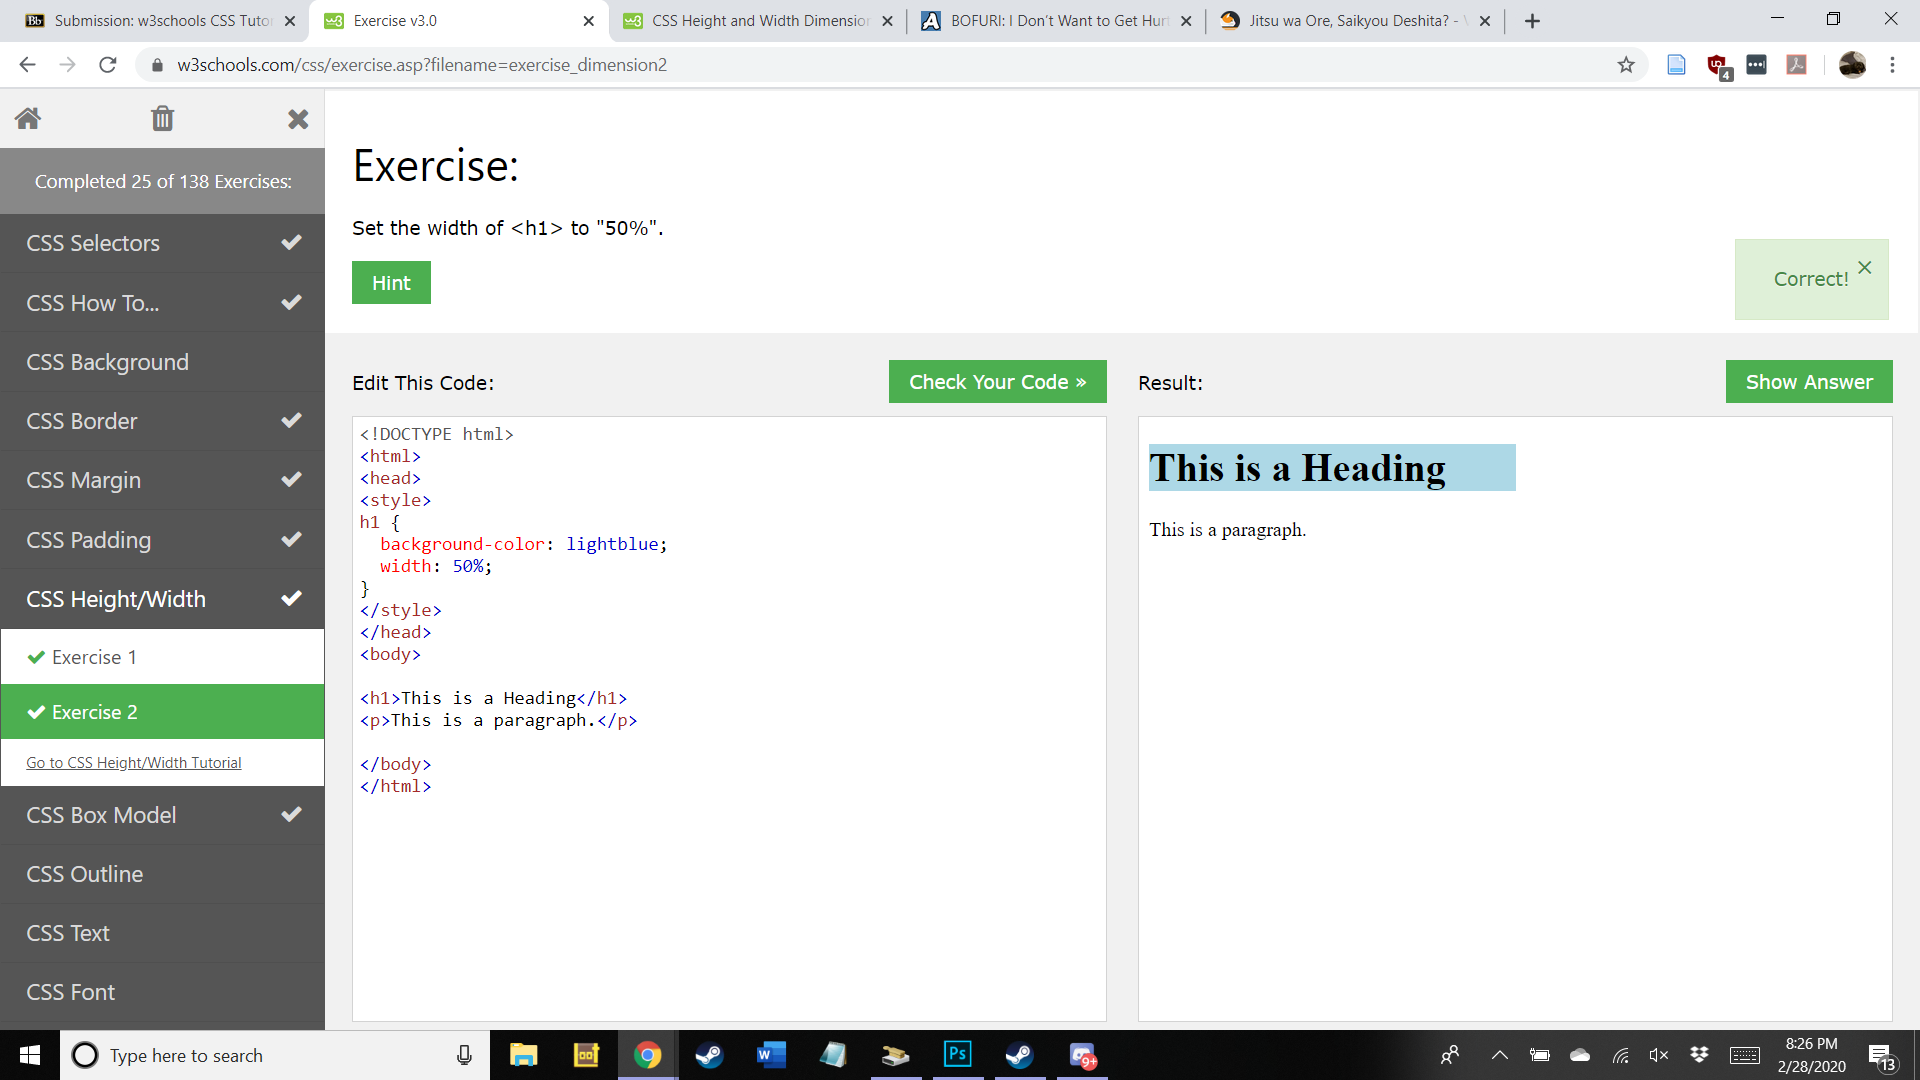 Submission: w3schools CSS Tutor
Exercise v3.0
CSS Height and Width Dimension
BOFURI: I Don't Want to Get Hurt
Jitsu wa Ore, Saikyou Deshita? -
w3schools.com/css/exercise.asp?filename=exercise_dimension2
4
Completed 25 of 138 Exercises:
CSS Selectors
CSS How To...
CSS Background
CSS Border
CSS Margin
CSS Padding
CSS Height/Width
Exercise 1
Exercise 2
Go to CSS Height/Width Tutorial
CSS Box Model
CSS Outline
CSS Text
CSS Font
Exercise:
Set the width of <h1> to "50%".
Hint
Correct!
Edit This Code:
Check Your Code »
<!DOCTYPE html>
<html>
<head>
<style>
h1 {
background-color: lightblue;
width: 50%;
}
</style>
</head>
<body>
<h1>This is a Heading</h1>
<p>This is a paragraph.</p>
</body>
</html>
Result:
Show Answer
This is a Heading
This is a paragraph.
Type here to search
Ps
9+
8:26 PM
2/28/2020
13